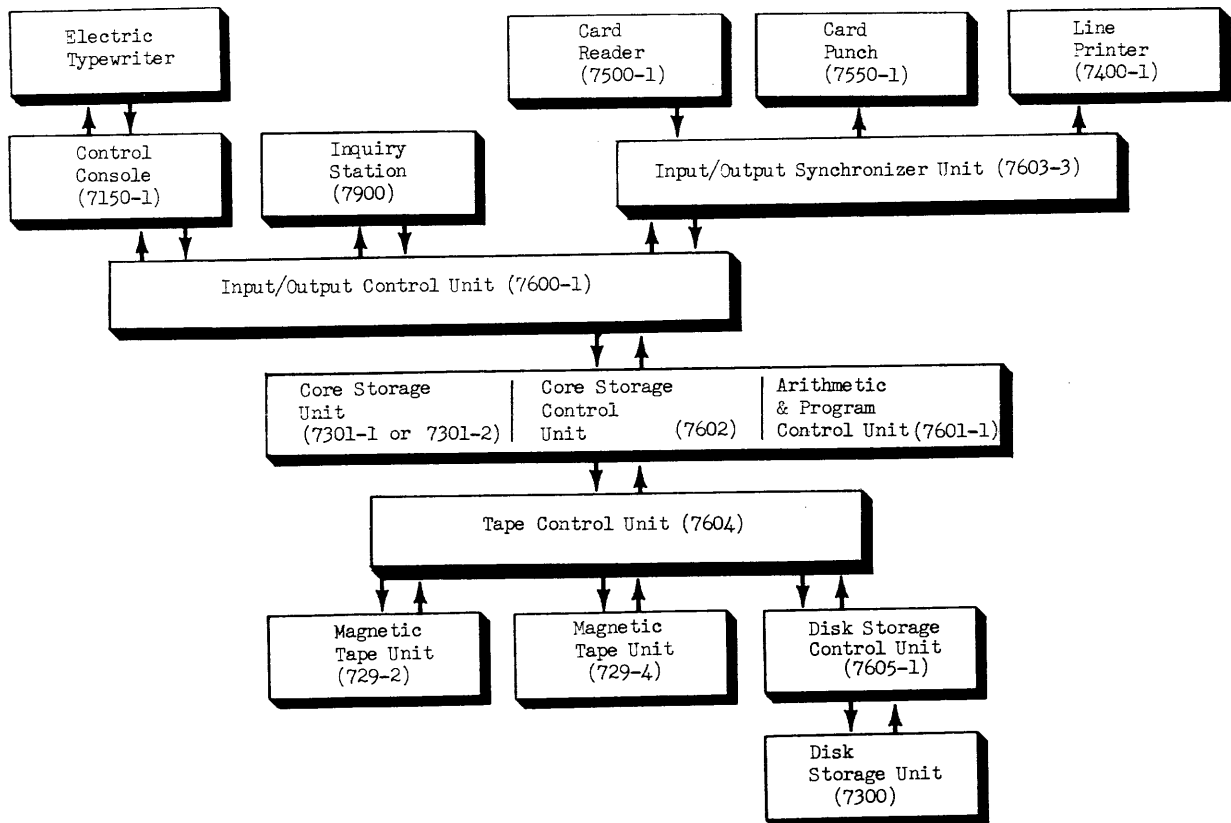 Electric
Typewriter
Card
Reader
(7500-1)
Card
Punch
(7550-1)
Line
Printer
(7400-1)
Control
Console
(7150-1)
Inquiry
Station
(7900)
Input/Output Synchronizer Unit (7603-3)
Input/Output Control Unit (7600-1)
Core Storage
Unit
(7301-1 or 7301-2)
Core Storage
Control
Unit (7602)
Arithmetic
& Program
Control Unit (7601-1)
Tape Control Unit (7604)
Magnetic
Tape Unit
(729-2)
Magnetic
Tape Unit
(729-4)
Disk Storage
Control Unit
(7605-1)
Disk
Storage Unit
(7300)